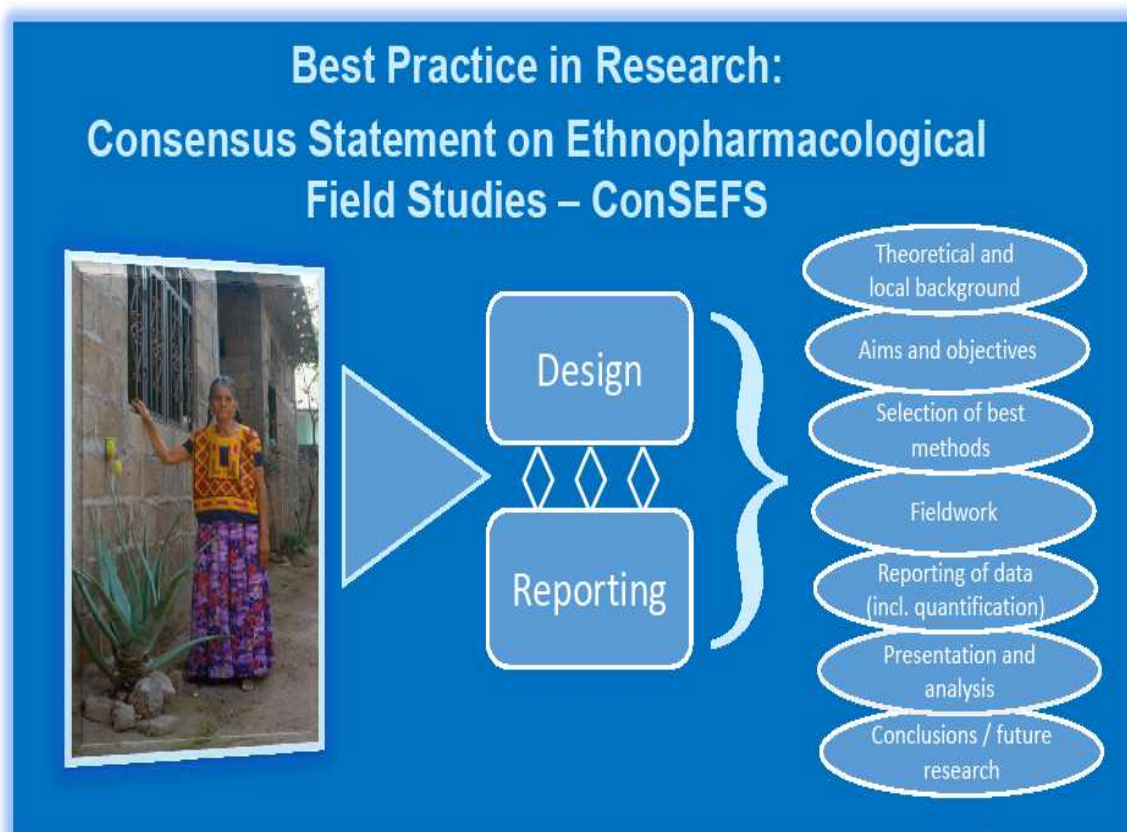 Best Practice in Research:
Consensus Statement on Ethnopharmacological
Field Studies – ConSEFS
Design
Reporting
Theoretical and
local background
Aims and objectives
Selection of best
methods
Fieldwork
Reporting of data
(incl. quantification)
Presentation and
analysis
Conclusions / future
research